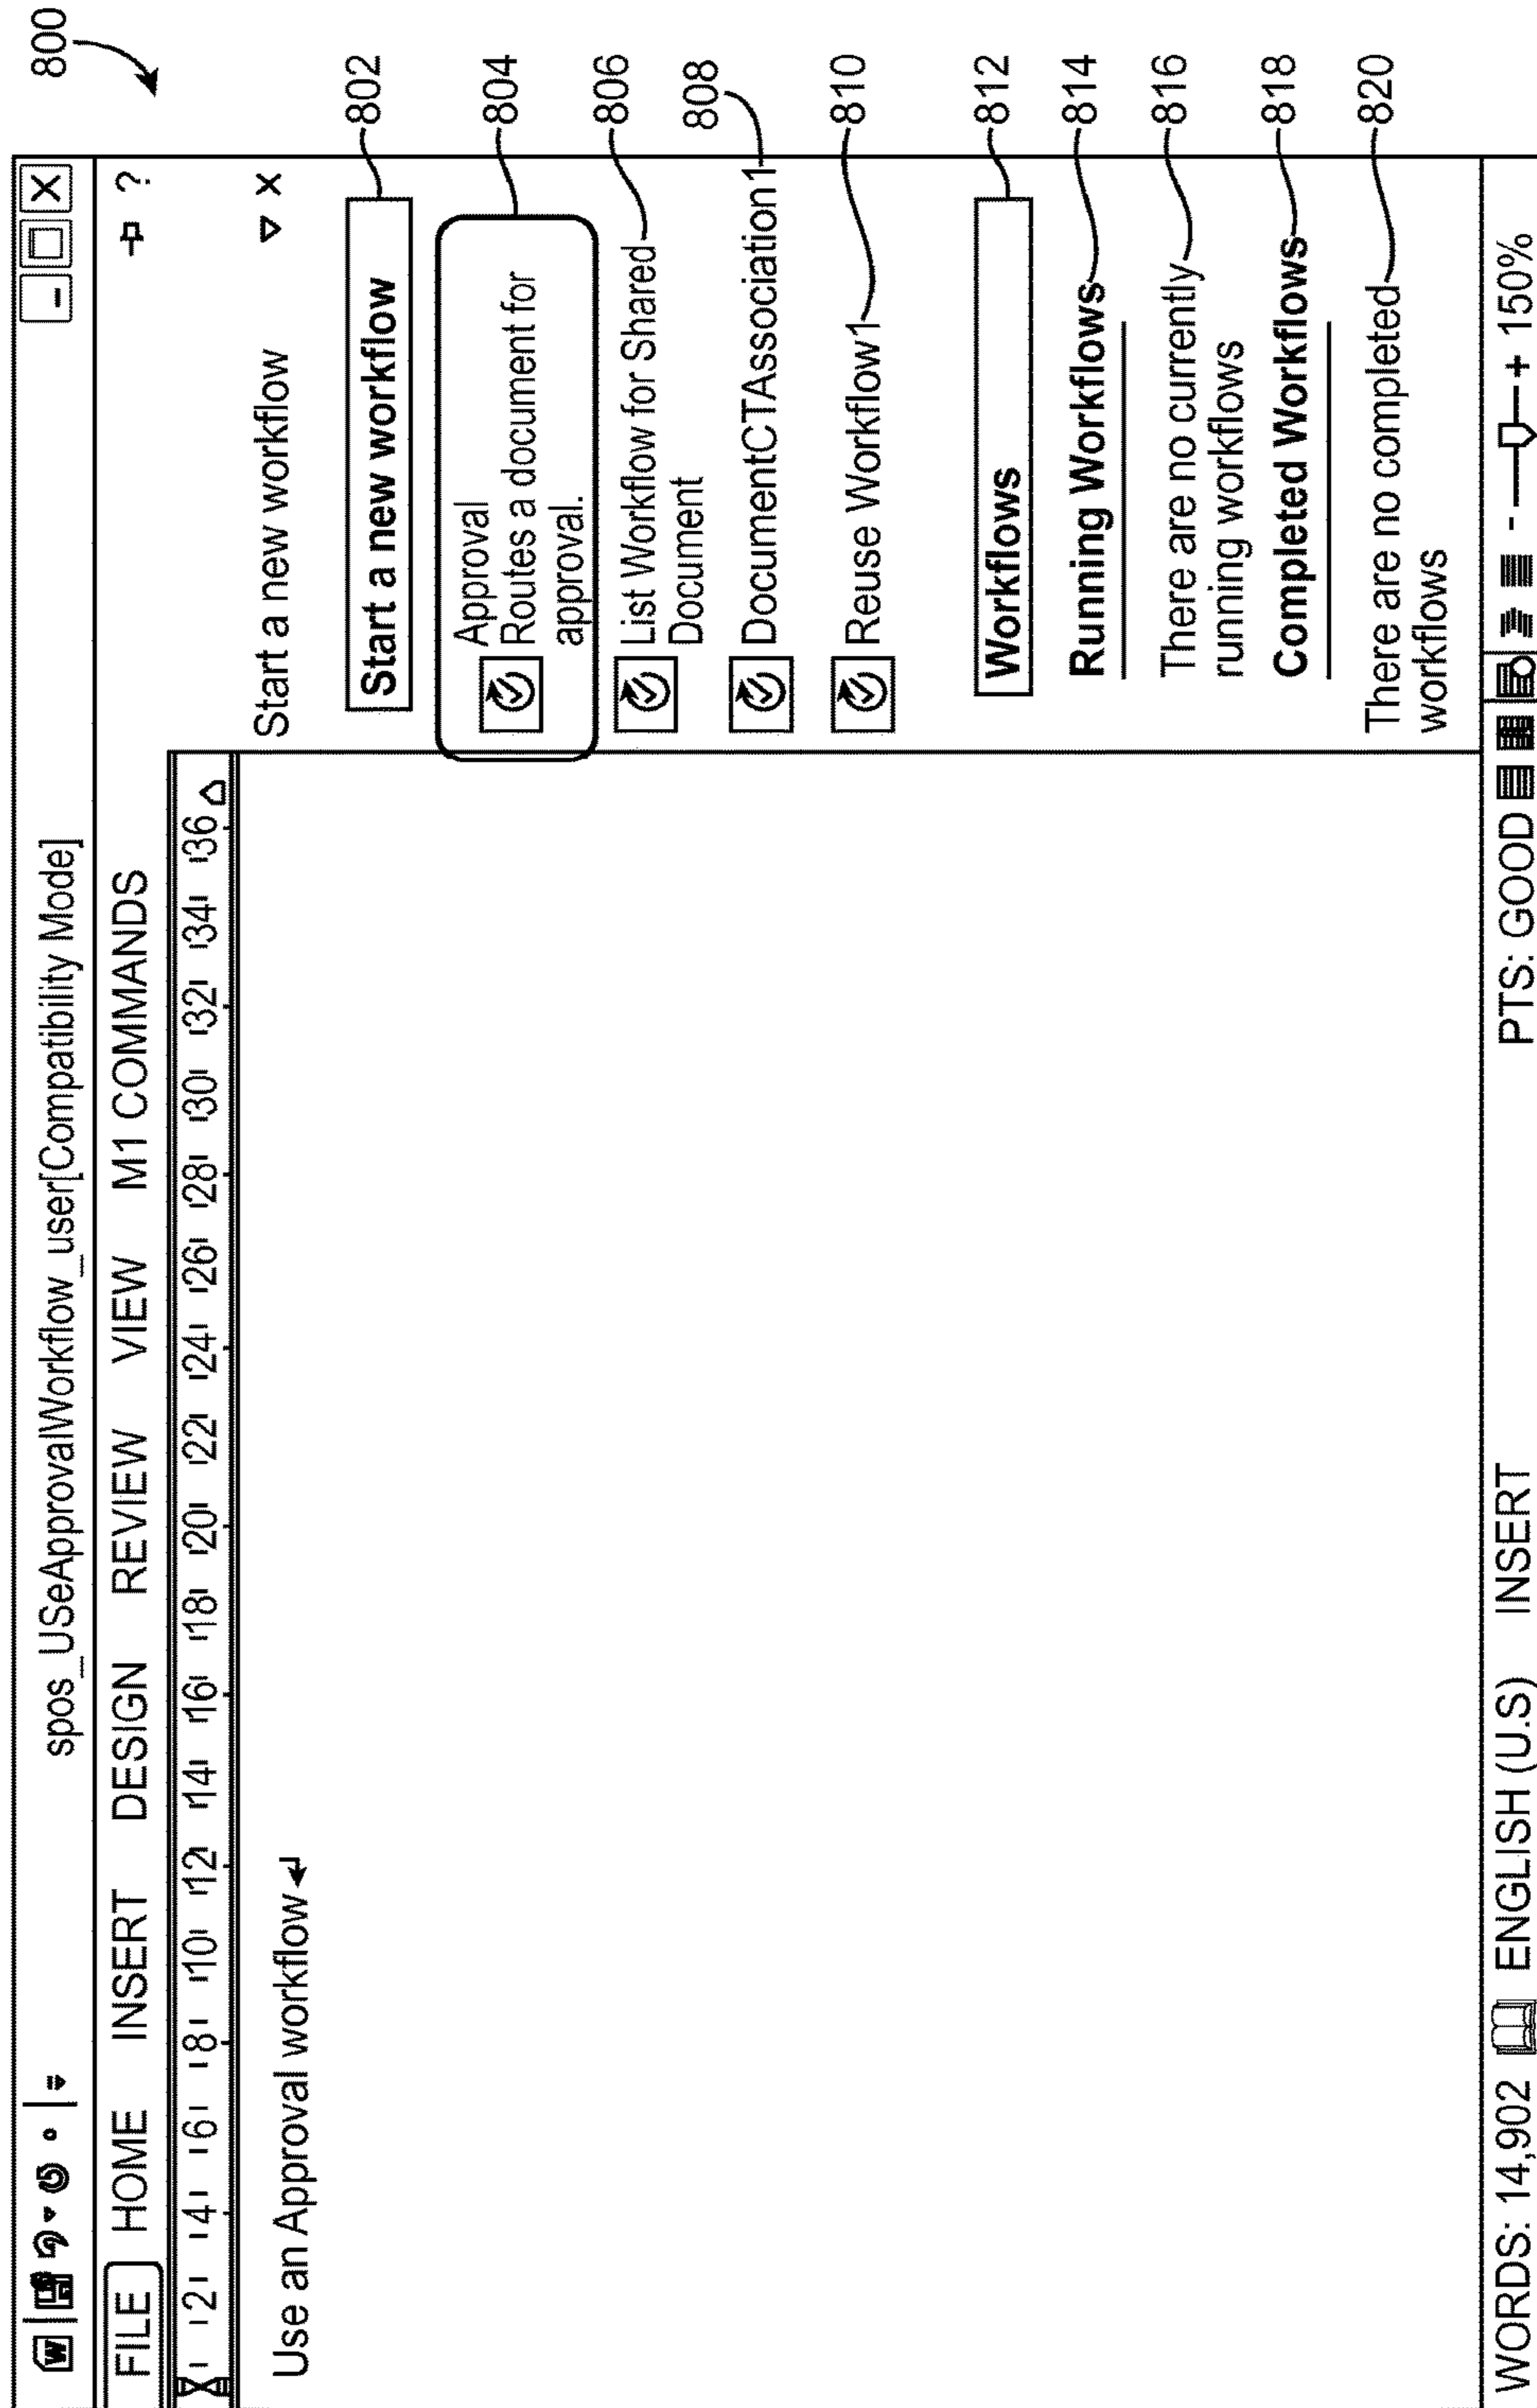 800
spos_USeApprovalWorkflow_user[Compatibility Mode]
FILE HOME INSERT DESIGN REVIEW VIEW M1 COMMANDS ?
2 4 6 8 10 12 14 16 18 20 22 24 26 28 30 32 34 36
Use an Approval workflow
Start a new workflow X
Start a new workflow 802
Approval
Routes a document for
approval.
804
List Workflow for Shared
Document
806
DocumentCTAssociation1 808
Reuse Workflow1 810
Workflows 812
Running Workflows 814
There are no currently
running workflows
816
Completed Workflows 818
There are no completed
workflows
820
WORDS: 14,902 ENGLISH (U.S) INSERT PTS: GOOD - + 150%